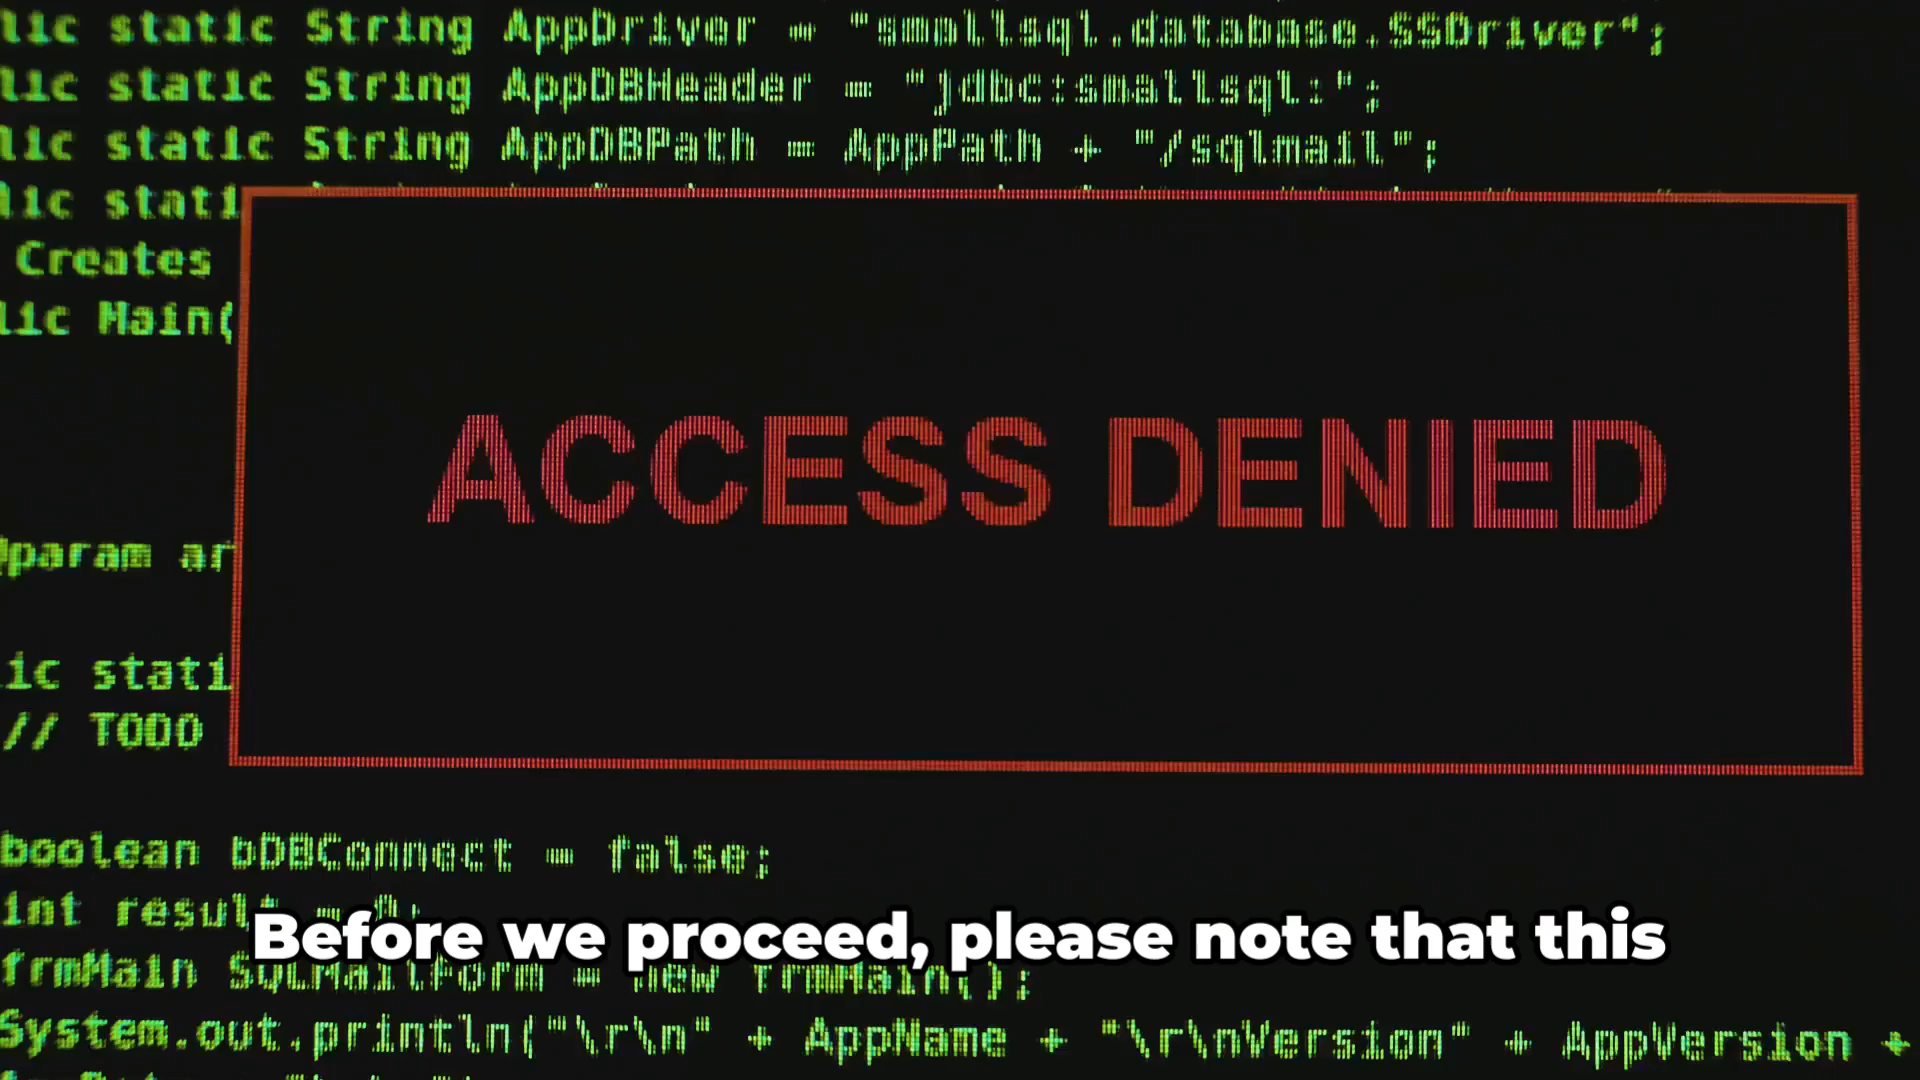 lic static String AppDriver = "smallsql.database.SSDriver";
lic static String AppDBHeader = "jdbc:smallsql:";
lic static String AppDBPath = AppPath + "/sqlmail";
lic stati
Creates
lic Main(
ACCESS DENIED
@param ar
ic stati
// TODO
boolean bDBConnect = false;
int result = 0;
Before we proceed, please note that this
frmMain SqlMailForm = new frmMain();
System.out.println("\r\n" + AppName + "\r\nVersion" + AppVersion +